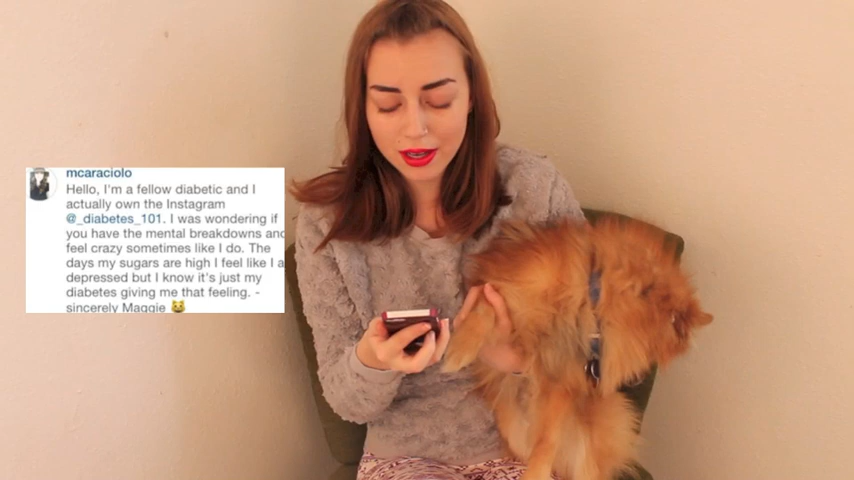 mcaraciolo
Hello, I'm a fellow diabetic and I
actually own the Instagram
@_diabetes_101. I was wondering if
you have the mental breakdowns and
feel crazy sometimes like I do. The
days my sugars are high I feel like I a
depressed but I know it's just my
diabetes giving me that feeling. -
sincerely Maggie 😸